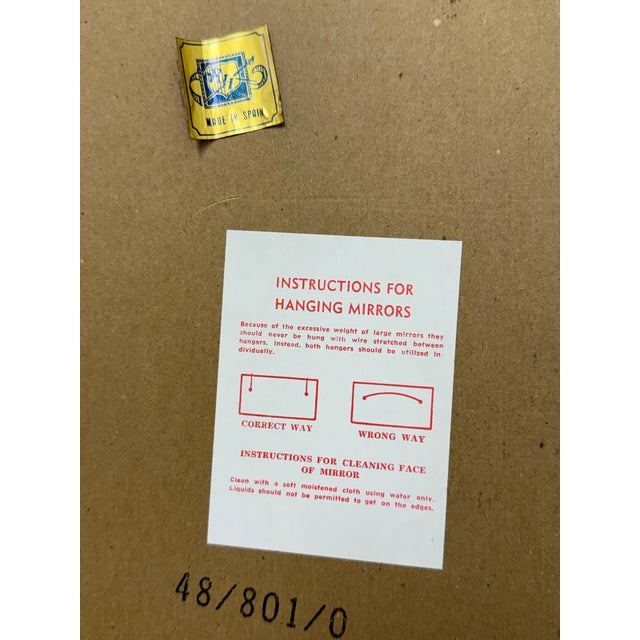 MADE IN SPAIN
INSTRUCTIONS FOR
HANGING MIRRORS
Because of the excessive weight of large mirrors they
should never be hung with wire stretched between
hangers. Instead, both hangers should be utilized in
dividually.
CORRECT WAY
WRONG WAY
INSTRUCTIONS FOR CLEANING FACE
OF MIRROR
Clean with a soft moistened cloth using water only.
Liquids should not be permitted to get on the edges.
48/801/0